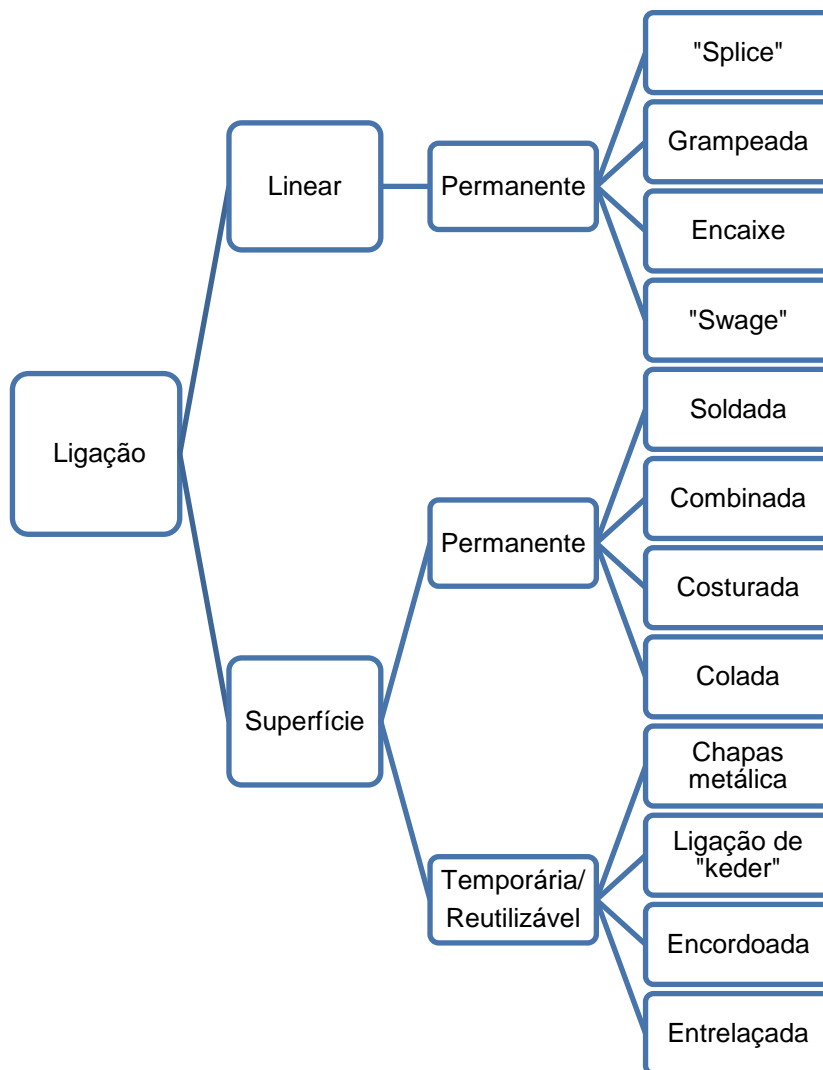 "Splice"
Grampeada
Linear
Permanente
Encaixe
"Swage"
Ligação
Soldada
Combinada
Permanente
Costurada
Colada
Superfície
Chapas
metálica
Ligação de
"keder"
Temporária/
Reutilizável
Encordoada
Entrelaçada